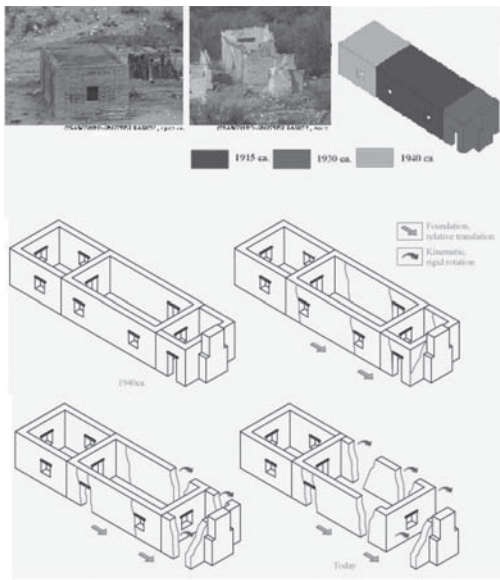 1915 ca.
1930 ca.
1940 ca.
Foundation,
relative translation
Kinematic,
rigid rotation
1940ca.
Today